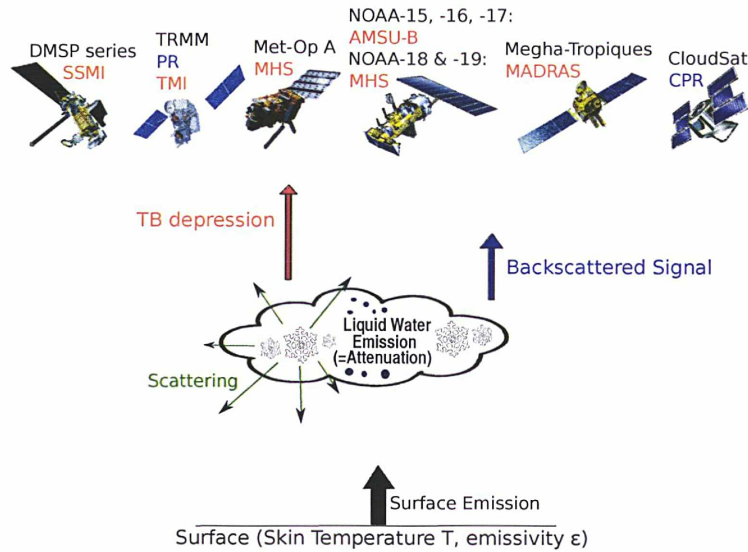 DMSP series
SSMI
TRMM
PR
TMI
Met-Op A
MHS
NOAA-15, -16, -17:
AMSU-B
NOAA-18 & -19:
MHS
Megha-Tropiques
MADRAS
CloudSat
CPR
TB depression
Backscattered Signal
Liquid Water
Emission
(=Attenuation)
Scattering
Surface Emission
Surface (Skin Temperature T, emissivity ε)